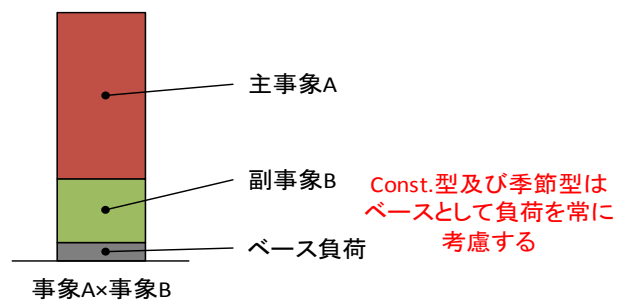 主事象A
副事象B
Const.型及び季節型は
ベースとして負荷を常に
考慮する
ベース負荷
事象A×事象B